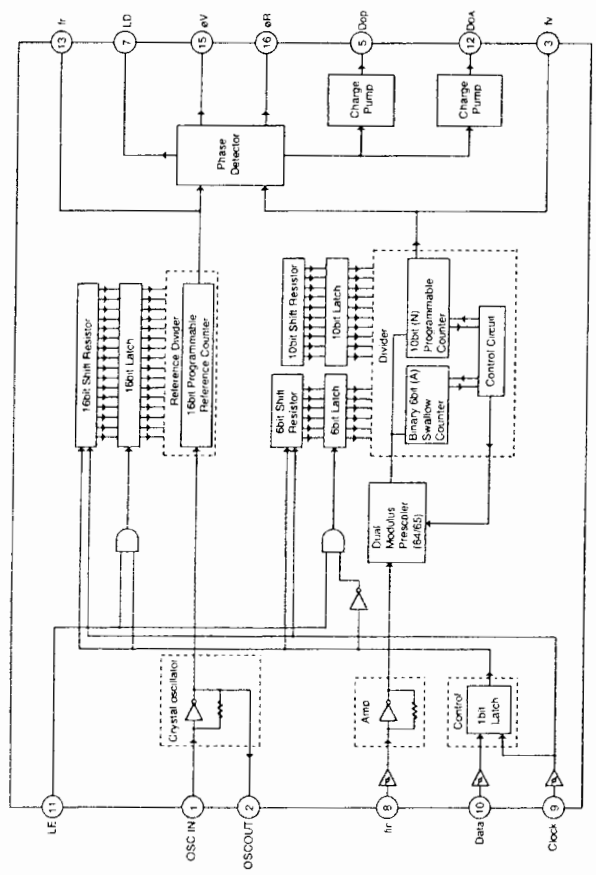 LE
11
OSC IN
1
OSCOUT
2
fin
8
Data
10
Clock
9
Crystal oscillator
Amp
Control
1bit
Latch
16bit Shift Resistor
16bit Latch
Reference Divider
16bit Programmable
Reference Counter
6bit Shift
Resistor
6bit Latch
10bit Shift Resistor
10bit Latch
Divider
Dual
Modulus
Prescaler
(64/65)
Binary 6bit (A)
Swallow
Counter
10bit (N)
Programmable
Counter
Control Circuit
Phase
Detector
Charge
Pump
Charge
Pump
13
fr
7
LD
15
øV
16
øR
5
Dop
12
DOA
3
fv